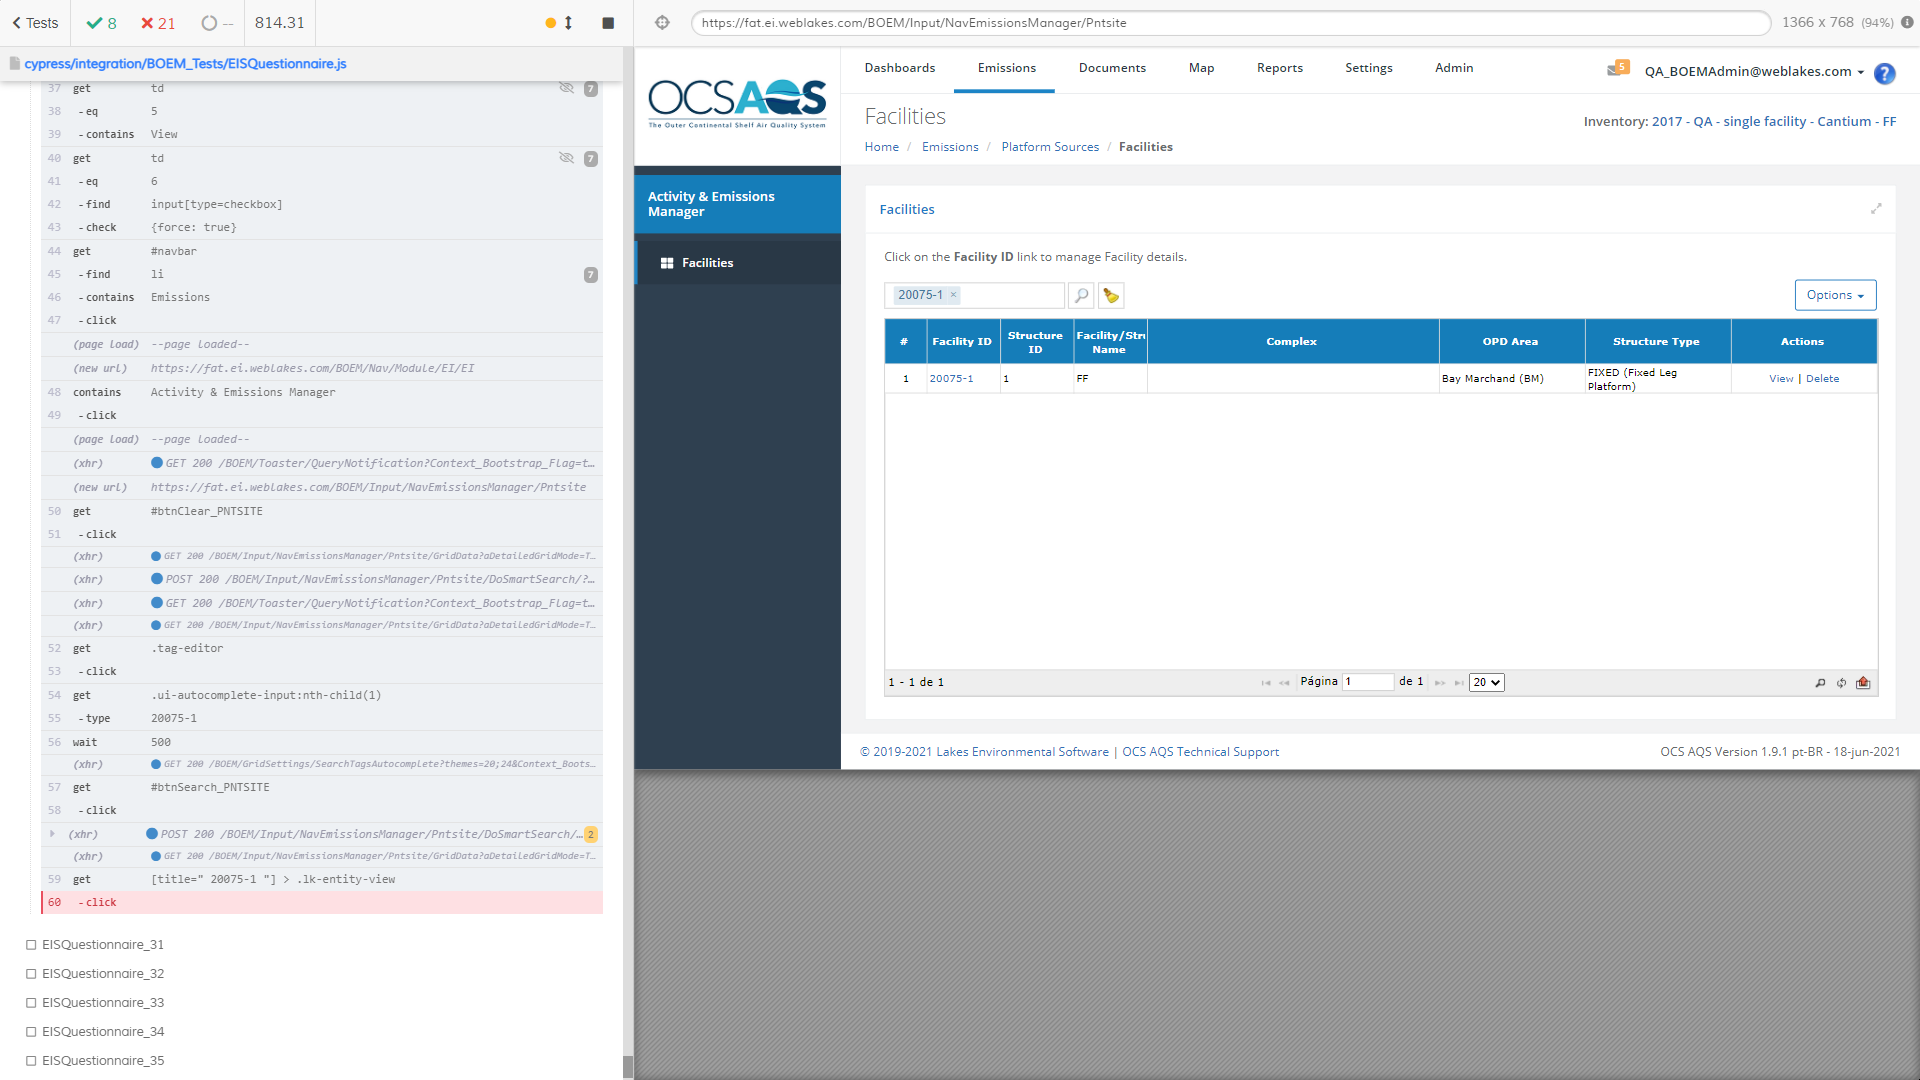 Tests
8
21
--
814.31
cypress/integration/BOEM_Tests/EISQuestionnaire.js
37 get td 7
38 -eq 5
39 -contains View
40 get td 7
41 -eq 6
42 -find input[type=checkbox]
43 -check {force: true}
44 get #navbar
45 -find li 7
46 -contains Emissions
47 -click
(page load) --page loaded--
(new url) https://fat.ei.weblakes.com/BOEM/Nav/Module/EI/EI
48 contains Activity & Emissions Manager
49 -click
(page load) --page loaded--
(xhr) GET 200 /BOEM/Toaster/QueryNotification?Context_Bootstrap_Flag=t...
(new url) https://fat.ei.weblakes.com/BOEM/Input/NavEmissionsManager/Pntsite
50 get #btnClear_PNTSITE
51 -click
(xhr) GET 200 /BOEM/Input/NavEmissionsManager/Pntsite/GridData?aDetailedGridMode=T...
(xhr) POST 200 /BOEM/Input/NavEmissionsManager/Pntsite/DoSmartSearch/?...
(xhr) GET 200 /BOEM/Toaster/QueryNotification?Context_Bootstrap_Flag=t...
(xhr) GET 200 /BOEM/Input/NavEmissionsManager/Pntsite/GridData?aDetailedGridMode=T...
52 get .tag-editor
53 -click
54 get .ui-autocomplete-input:nth-child(1)
55 -type 20075-1
56 wait 500
(xhr) GET 200 /BOEM/GridSettings/SearchTagsAutocomplete?themes=20;24&Context_Boots...
57 get #btnSearch_PNTSITE
58 -click
(xhr) POST 200 /BOEM/Input/NavEmissionsManager/Pntsite/DoSmartSearch/... 2
(xhr) GET 200 /BOEM/Input/NavEmissionsManager/Pntsite/GridData?aDetailedGridMode=T...
59 get [title=" 20075-1 "] > .lk-entity-view
60 -click
EISQuestionnaire_31
EISQuestionnaire_32
EISQuestionnaire_33
EISQuestionnaire_34
EISQuestionnaire_35
https://fat.ei.weblakes.com/BOEM/Input/NavEmissionsManager/Pntsite
1366 x 768 (94%)
OCSAQS
The Outer Continental Shelf Air Quality System
Dashboards Emissions Documents Map Reports Settings Admin
5
QA_BOEMAdmin@weblakes.com
?
Facilities
Home / Emissions / Platform Sources / Facilities
Inventory: 2017 - QA - single facility - Cantium - FF
Activity & Emissions
Manager
Facilities
Facilities
Click on the Facility ID link to manage Facility details.
20075-1 ×
Options
# Facility ID Structure ID Facility/Stru Name Complex OPD Area Structure Type Actions
1 20075-1 1 FF Bay Marchand (BM) FIXED (Fixed Leg Platform) View | Delete
1 - 1 de 1
Página 1 de 1 20
© 2019-2021 Lakes Environmental Software | OCS AQS Technical Support
OCS AQS Version 1.9.1 pt-BR - 18-jun-2021